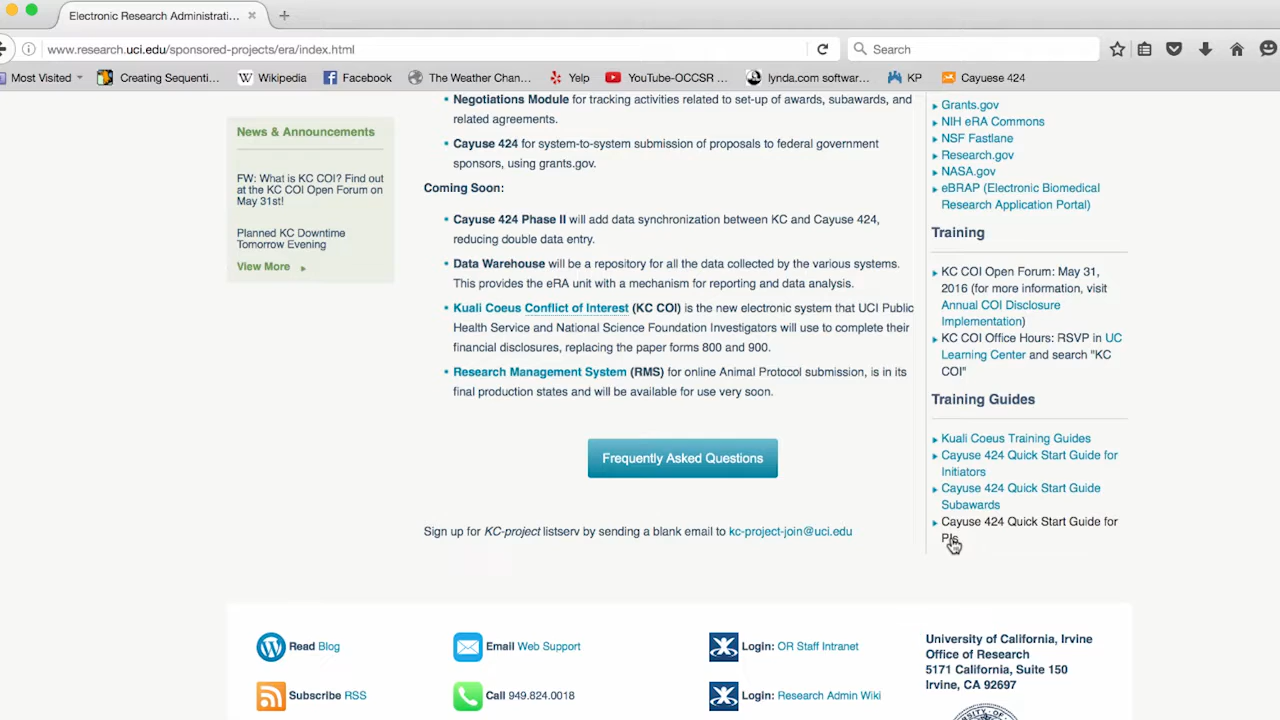 Electronic Research Administrati...
www.research.uci.edu/sponsored-projects/era/index.html
Search
Most Visited
Creating Sequenti...
Wikipedia
Facebook
The Weather Chan...
Yelp
YouTube-OCCSR ...
lynda.com softwar...
KP
Cayuese 424
News & Announcements
FW: What is KC COI? Find out
at the KC COI Open Forum on
May 31st!
Planned KC Downtime
Tomorrow Evening
View More
Negotiations Module for tracking activities related to set-up of awards, subawards, and
related agreements.
Cayuse 424 for system-to-system submission of proposals to federal government
sponsors, using grants.gov.
Coming Soon:
Cayuse 424 Phase II will add data synchronization between KC and Cayuse 424,
reducing double data entry.
Data Warehouse will be a repository for all the data collected by the various systems.
This provides the eRA unit with a mechanism for reporting and data analysis.
Kuali Coeus Conflict of Interest (KC COI) is the new electronic system that UCI Public
Health Service and National Science Foundation Investigators will use to complete their
financial disclosures, replacing the paper forms 800 and 900.
Research Management System (RMS) for online Animal Protocol submission, is in its
final production states and will be available for use very soon.
Frequently Asked Questions
Sign up for KC-project listserv by sending a blank email to kc-project-join@uci.edu
Grants.gov
NIH eRA Commons
NSF Fastlane
Research.gov
NASA.gov
eBRAP (Electronic Biomedical
Research Application Portal)
Training
KC COI Open Forum: May 31,
2016 (for more information, visit
Annual COI Disclosure
Implementation)
KC COI Office Hours: RSVP in UC
Learning Center and search "KC
COI"
Training Guides
Kuali Coeus Training Guides
Cayuse 424 Quick Start Guide for
Initiators
Cayuse 424 Quick Start Guide
Subawards
Cayuse 424 Quick Start Guide for
PIs
Read Blog
Email Web Support
Login: OR Staff Intranet
Subscribe RSS
Call 949.824.0018
Login: Research Admin Wiki
University of California, Irvine
Office of Research
5171 California, Suite 150
Irvine, CA 92697